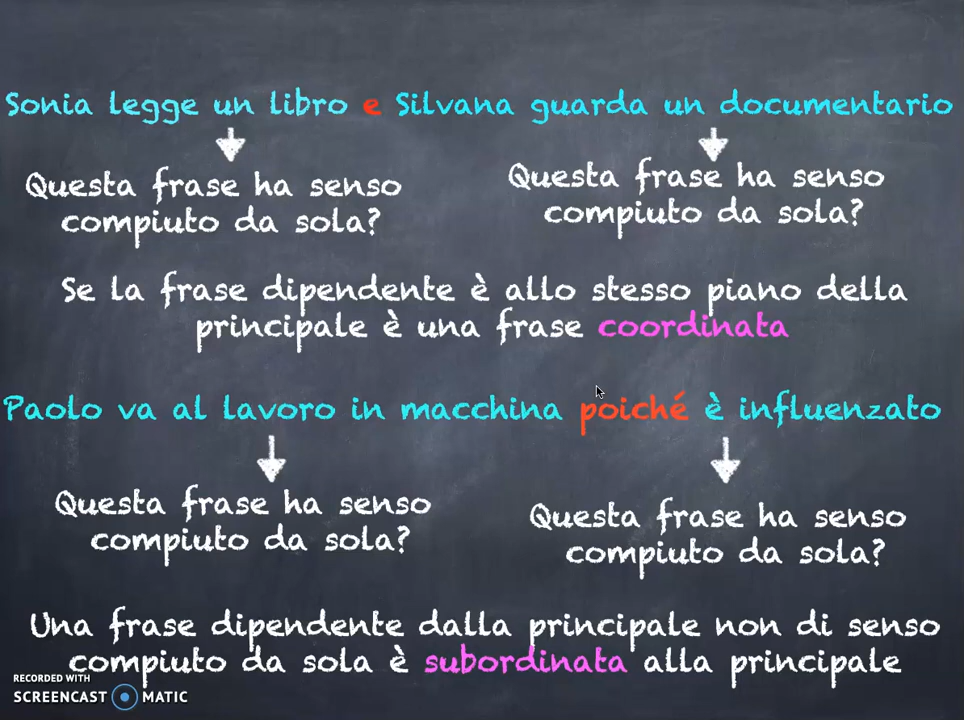 Sonia legge un libro e Silvana guarda un documentario
Questa frase ha senso
compiuto da sola?
Questa frase ha senso
compiuto da sola?
Se la frase dipendente è allo stesso piano della
principale è una frase coordinata
Paolo va al lavoro in macchina poiché è influenzato
Questa frase ha senso
compiuto da sola?
Questa frase ha senso
compiuto da sola?
Una frase dipendente dalla principale non di senso
compiuto da sola è subordinata alla principale
RECORDED WITH
SCREENCAST MATIC